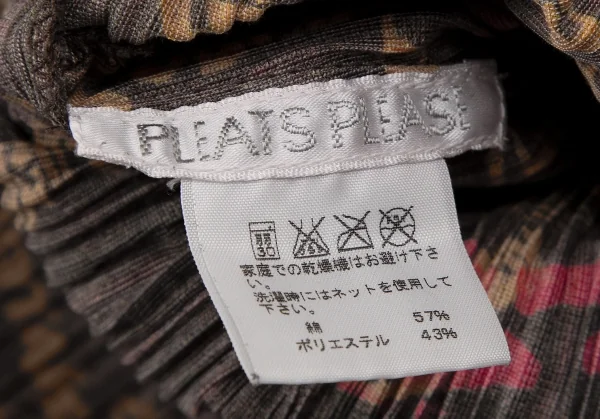 PLEATS PLEASE
弱
30
家庭での乾燥機はお避け下さ
い。
洗濯時にはネットを使用して
下さい。
綿 57%
ポリエステル 43%